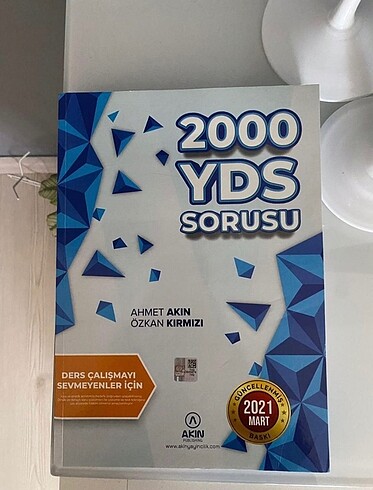 2000
YDS
SORUSU
AHMET AKIN
ÖZKAN KIRMIZI
DERS ÇALIŞMAYI
SEVMEYENLER İÇİN
GÜNCELLENMİŞ
2021
MART
BASKI
AKIN
PUBLISHING
www.akinyayincilik.com